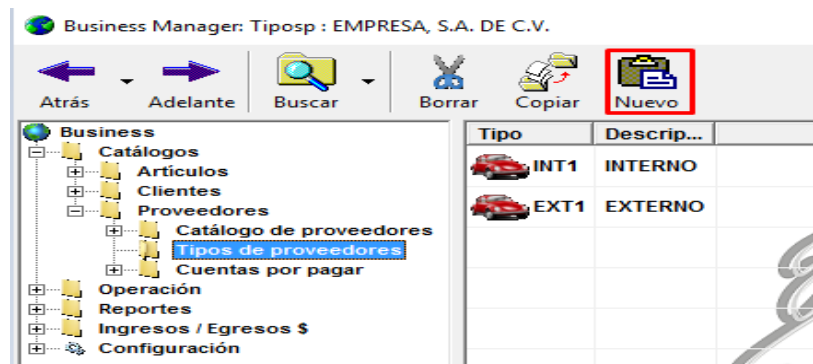 Business Manager: Tiposp : EMPRESA, S.A. DE C.V.
Atrás Adelante Buscar Borrar Copiar Nuevo
Business
Catálogos
Artículos
Clientes
Proveedores
Catálogo de proveedores
Tipos de proveedores
Cuentas por pagar
Operación
Reportes
Ingresos / Egresos $
Configuración
Tipo Descrip...
INT1 INTERNO
EXT1 EXTERNO